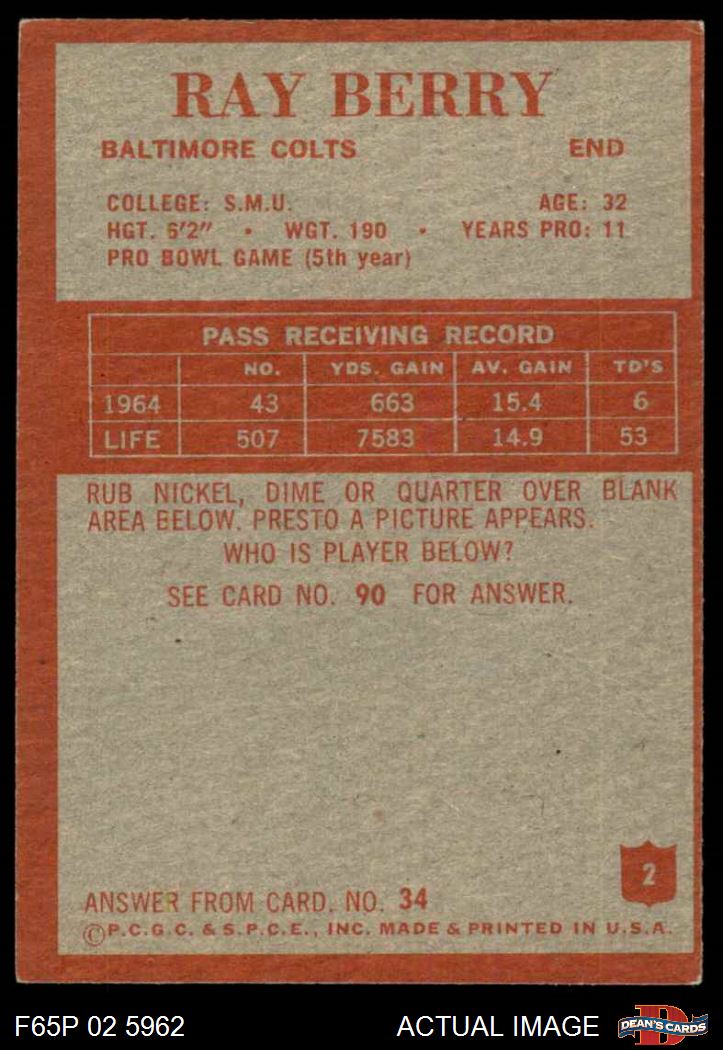 RAY BERRY
BALTIMORE COLTS END
COLLEGE: S.M.U. AGE: 32
HGT. 6'2" • WGT. 190 • YEARS PRO: 11
PRO BOWL GAME (5th year)
PASS RECEIVING RECORD
NO. YDS. GAIN AV. GAIN TD'S
1964 43 663 15.4 6
LIFE 507 7583 14.9 53
RUB NICKEL, DIME OR QUARTER OVER BLANK
AREA BELOW. PRESTO A PICTURE APPEARS.
WHO IS PLAYER BELOW?
SEE CARD NO. 90 FOR ANSWER.
2
ANSWER FROM CARD. NO. 34
©P.C.G.C. & S.P.C.E., INC. MADE & PRINTED IN U.S.A.
F65P 02 5962 ACTUAL IMAGE D DEAN'S CARDS